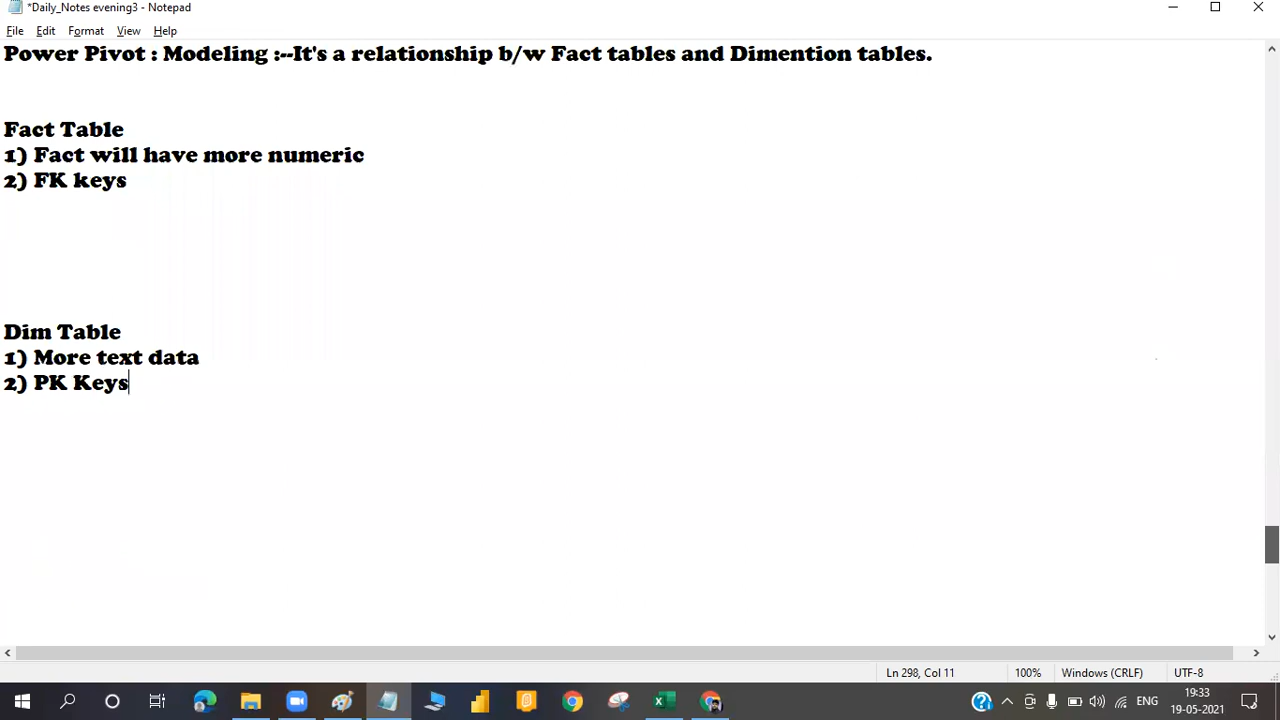 *Daily_Notes evening3 - Notepad
File Edit Format View Help
Power Pivot : Modeling :--It's a relationship b/w Fact tables and Dimention tables.
Fact Table
1) Fact will have more numeric
2) FK keys
Dim Table
1) More text data
2) PK Keys
Ln 298, Col 11 100% Windows (CRLF) UTF-8
ENG 19:33
19-05-2021